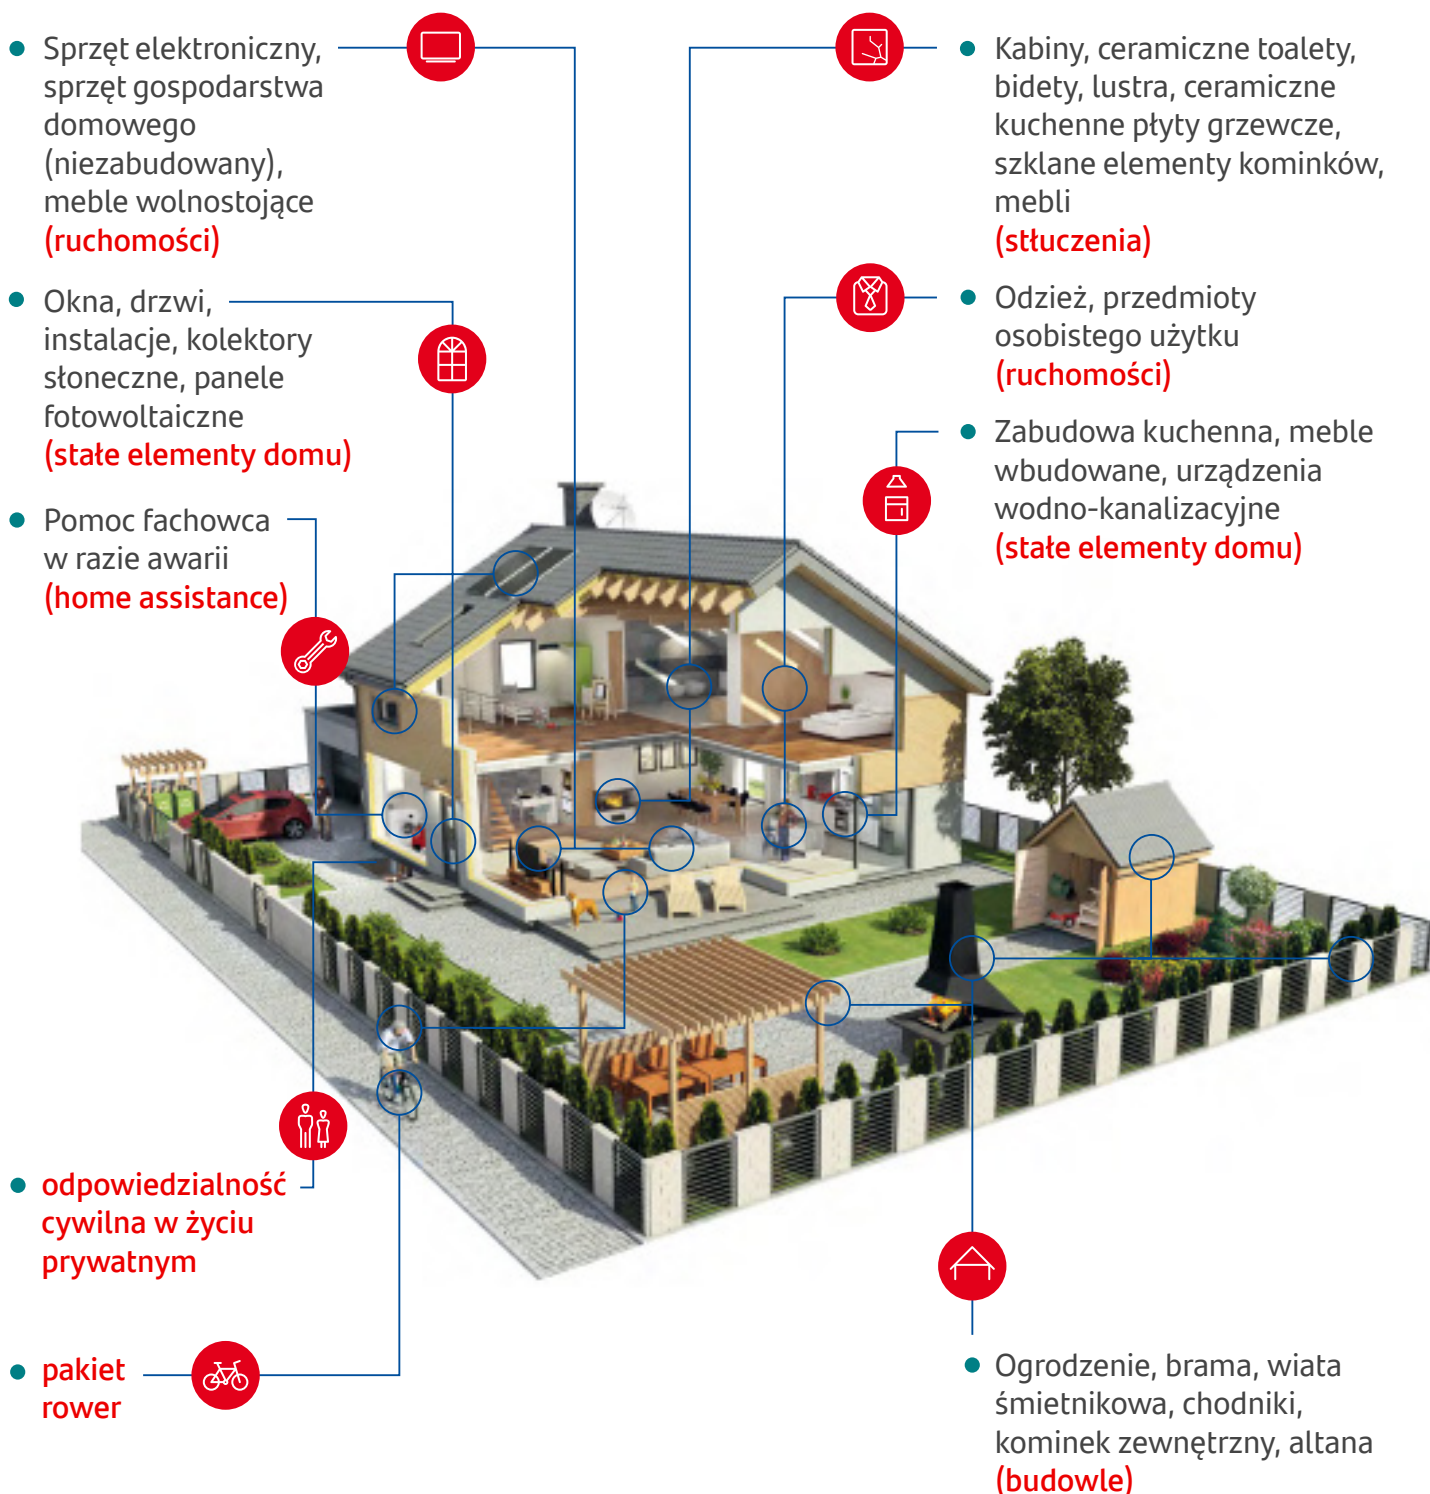 Sprzęt elektroniczny,
sprzęt gospodarstwa
domowego
(niezabudowany),
meble wolnostojące
(ruchomości)
Okna, drzwi,
instalacje, kolektory
słoneczne, panele
fotowoltaiczne
(stałe elementy domu)
Pomoc fachowca
w razie awarii
(home assistance)
odpowiedzialność
cywilna w życiu
prywatnym
pakiet
rower
Kabiny, ceramiczne toalety,
bidety, lustra, ceramiczne
kuchenne płyty grzewcze,
szklane elementy kominków,
mebli
(stłuczenia)
Odzież, przedmioty
osobistego użytku
(ruchomości)
Zabudowa kuchenna, meble
wbudowane, urządzenia
wodno-kanalizacyjne
(stałe elementy domu)
Ogrodzenie, brama, wiata
śmietnikowa, chodniki,
kominek zewnętrzny, altana
(budowle)